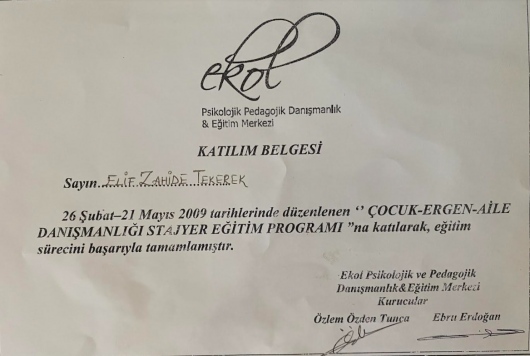 ekol
Psikolojik Pedagojik Danışmanlık
& Eğitim Merkezi
KATILIM BELGESİ
Sayın...ELİF ZAHİDE TEKEREK
26 Şubat–21 Mayıs 2009 tarihlerinde düzenlenen “ ÇOCUK-ERGEN-AİLE
DANIŞMANLIĞI STAJYER EĞİTİM PROGRAMI ”na katılarak, eğitim
sürecini başarıyla tamamlamıştır.
Ekol Psikolojik ve Pedagojik
Danışmanlık&Eğitim Merkezi
Kurucular
Özlem Özden Tunca Ebru Erdoğan